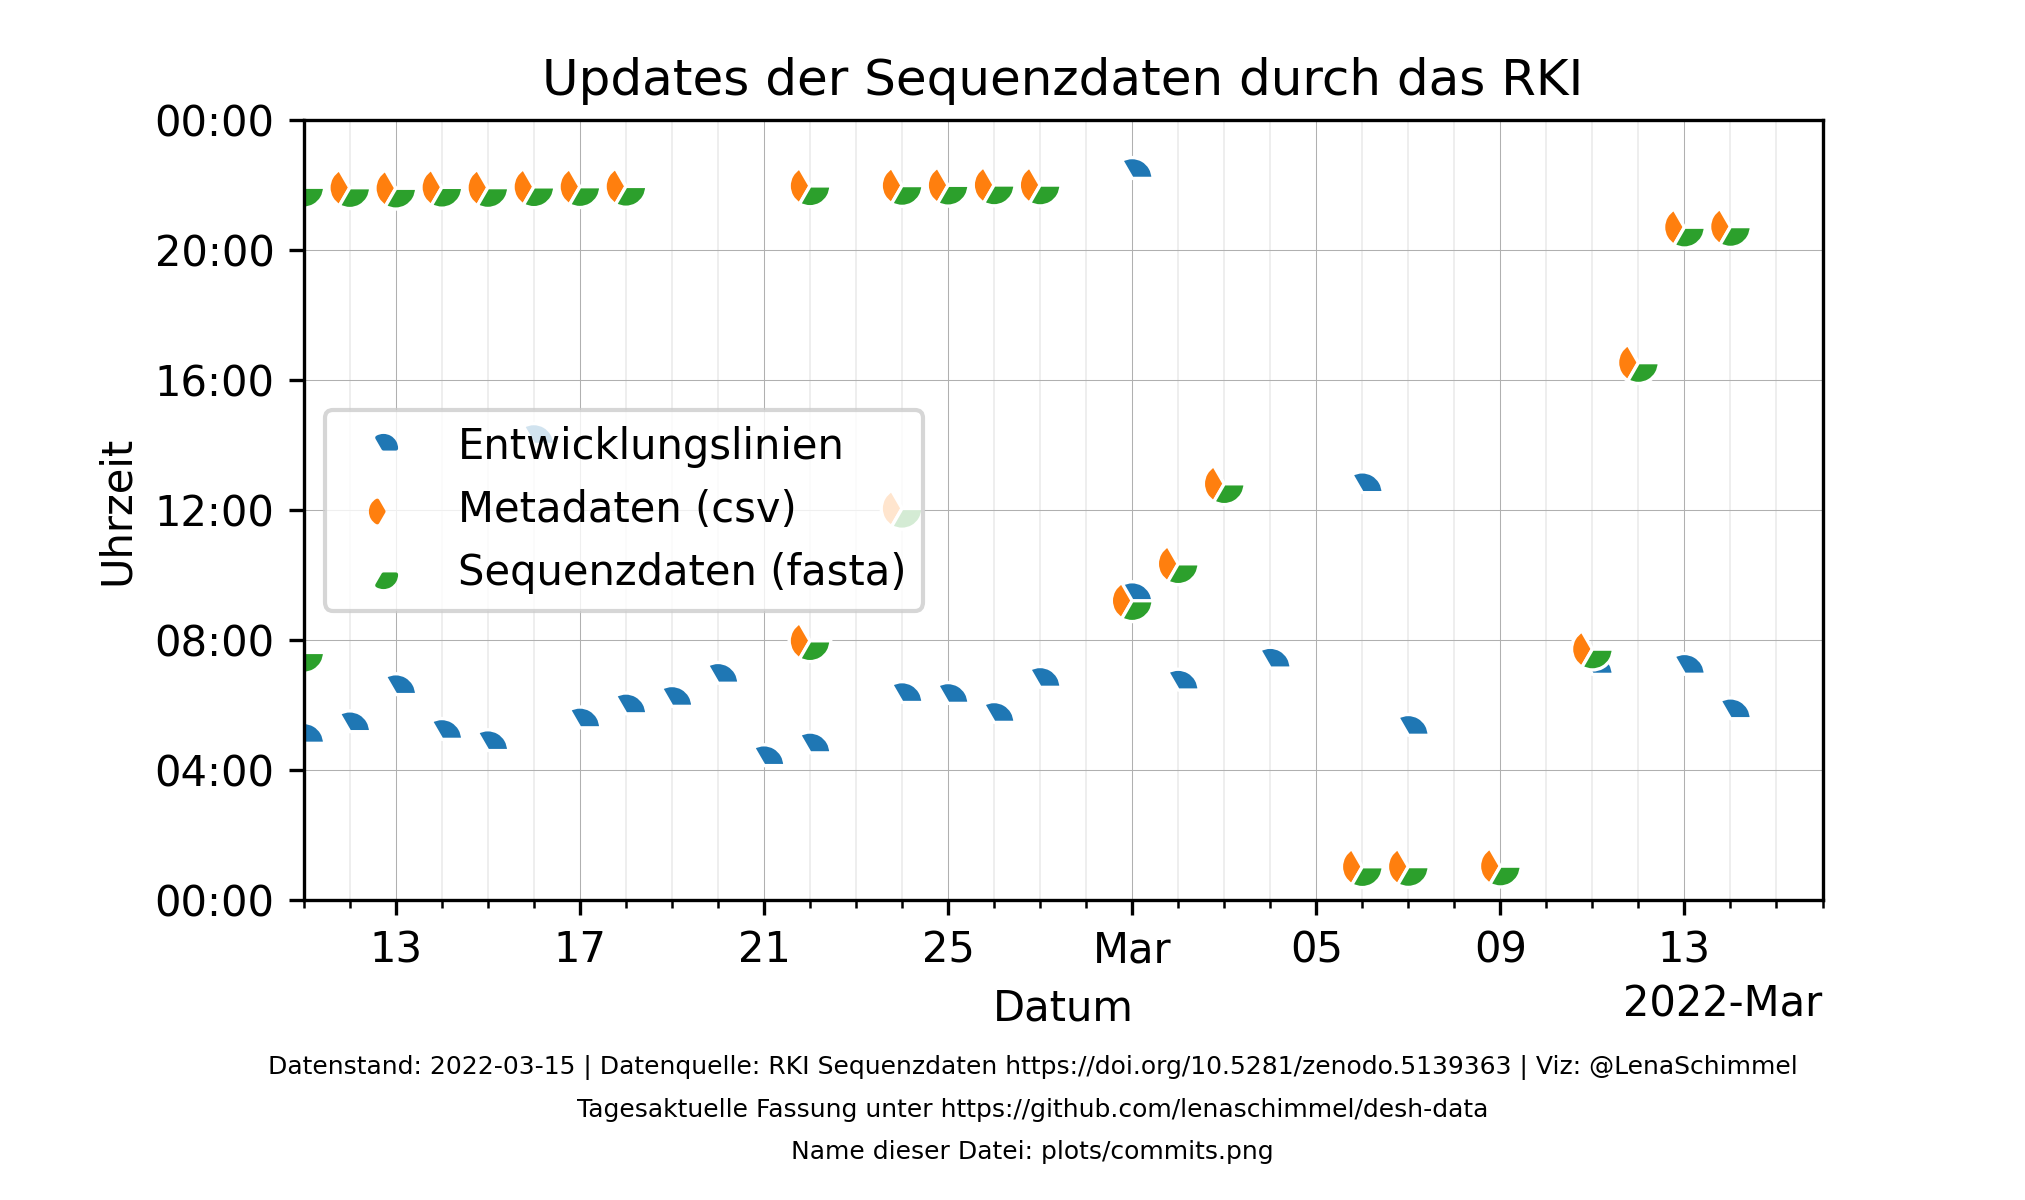 Updates der Sequenzdaten durch das RKI
00:00
20:00
16:00
12:00
08:00
04:00
00:00
Uhrzeit
Entwicklungslinien
Metadaten (csv)
Sequenzdaten (fasta)
13 17 21 25 Mar 05 09 13
Datum
2022-Mar
Datenstand: 2022-03-15 | Datenquelle: RKI Sequenzdaten https://doi.org/10.5281/zenodo.5139363 | Viz: @LenaSchimmel
Tagesaktuelle Fassung unter https://github.com/lenaschimmel/desh-data
Name dieser Datei: plots/commits.png